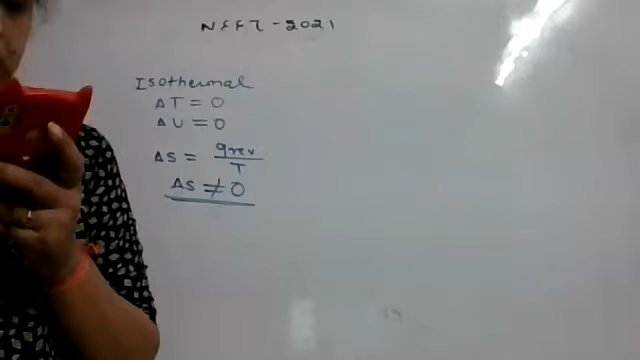 NEET-2021
Isothermal
ΔT = 0
ΔU = 0
ΔS = qrev/T
ΔS ≠ 0